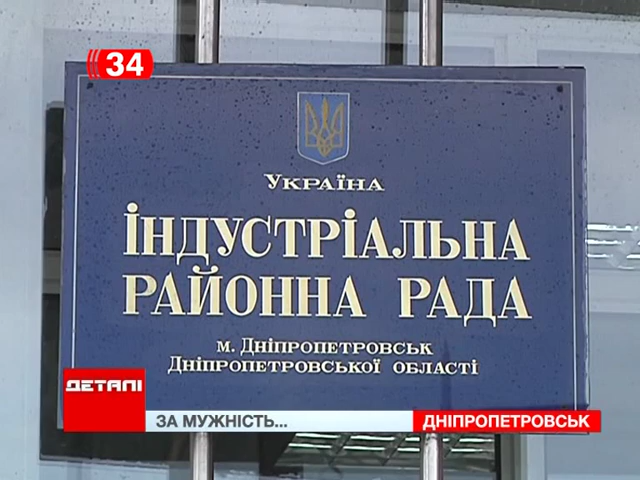 34
Україна
ІНДУСТРІАЛЬНА
РАЙОННА РАДА
м. Дніпропетровськ
Дніпропетровської області
ДЕТАЛІ
ЗА МУЖНІСТЬ...
ДНІПРОПЕТРОВСЬК